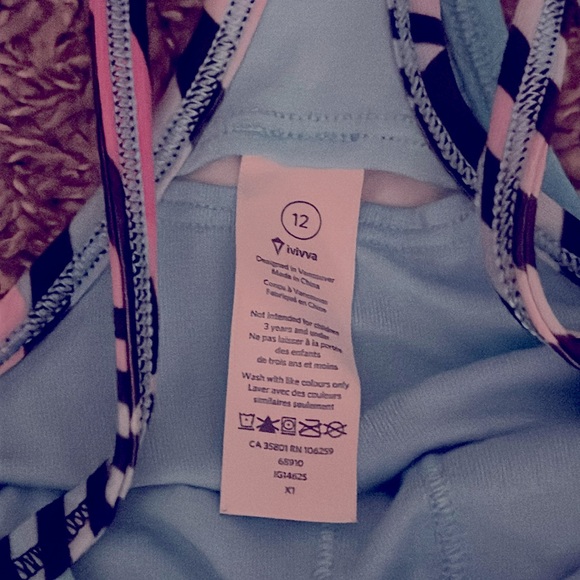 12
ivivva
Designed in Vancouver
Made in China
Conçu à Vancouver
Fabriqué en Chine
Not intended for children
3 years and under
Ne pas laisser à la portée
des enfants
de trois ans et moins
Wash with like colours only
Laver avec des couleurs
similaires seulement
CA 35801 RN 106259
68910
IG14625
X1